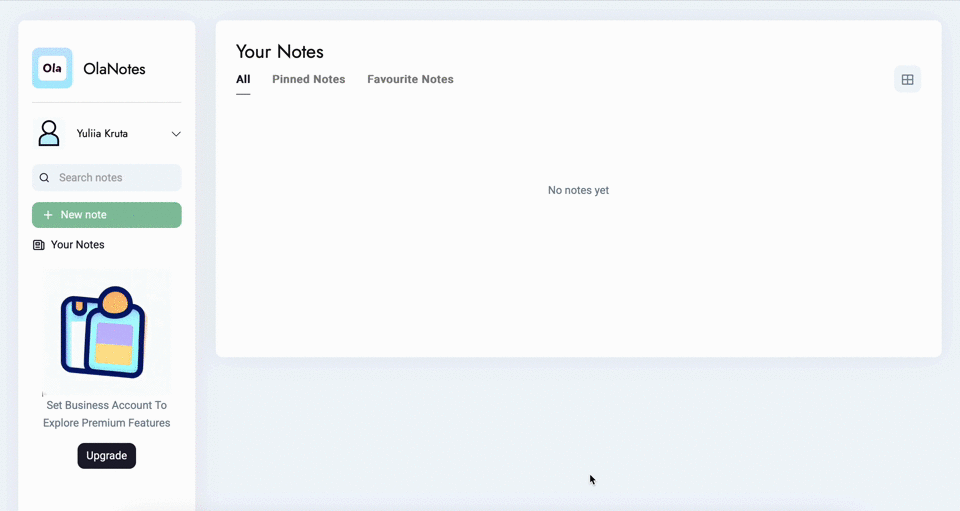 Ola
OlaNotes
Yuliia Kruta
Search notes
New note
Your Notes
Set Business Account To
Explore Premium Features
Upgrade
Your Notes
All Pinned Notes Favourite Notes
No notes yet